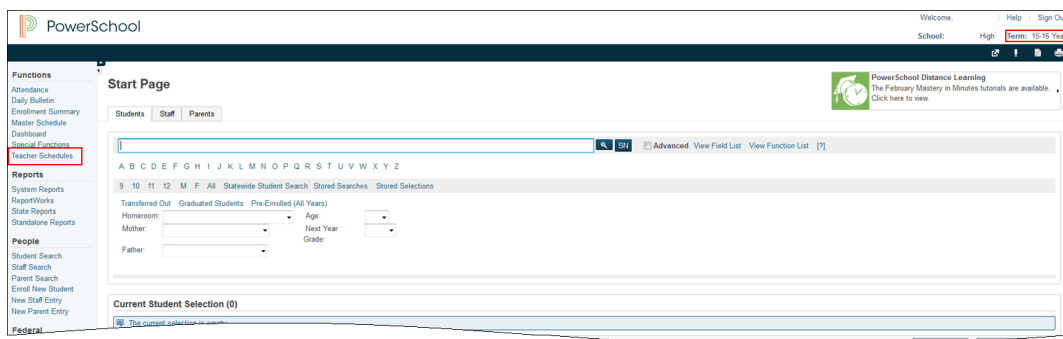 PowerSchool
Welcome, Help Sign Ou
School: High Term: 15-16 Yea
Functions
Attendance
Daily Bulletin
Enrollment Summary
Master Schedule
Dashboard
Special Functions
Teacher Schedules
Reports
System Reports
ReportWorks
State Reports
Standalone Reports
People
Student Search
Staff Search
Parent Search
Enroll New Student
New Staff Entry
New Parent Entry
Federal
Start Page
PowerSchool Distance Learning
The February Mastery in Minutes tutorials are available.
Click here to view.
Students Staff Parents
SN Advanced View Field List View Function List [?]
A B C D E F G H I J K L M N O P Q R S T U V W X Y Z
9 10 11 12 M F All Statewide Student Search Stored Searches Stored Selections
Transferred Out Graduated Students Pre-Enrolled (All Years)
Homeroom: Age:
Mother: Next Year
Grade:
Father:
Current Student Selection (0)
The current selection is empty